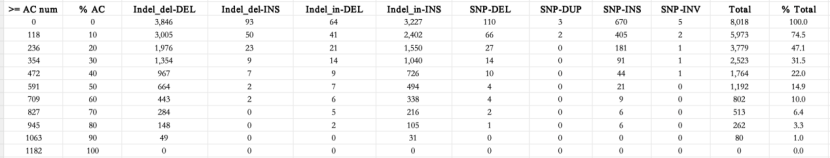 >= AC num % AC Indel_del-DEL Indel_del-INS Indel_in-DEL Indel_in-INS SNP-DEL SNP-DUP SNP-INS SNP-INV Total % Total
0 0 3,846 93 64 3,227 110 3 670 5 8,018 100.0
118 10 3,005 50 41 2,402 66 2 405 2 5,973 74.5
236 20 1,976 23 21 1,550 27 0 181 1 3,779 47.1
354 30 1,354 9 14 1,040 14 0 91 1 2,523 31.5
472 40 967 7 9 726 10 0 44 1 1,764 22.0
591 50 664 2 7 494 4 0 21 0 1,192 14.9
709 60 443 2 6 338 4 0 9 0 802 10.0
827 70 284 0 5 216 2 0 6 0 513 6.4
945 80 148 0 2 105 1 0 6 0 262 3.3
1063 90 49 0 0 31 0 0 0 0 80 1.0
1182 100 0 0 0 0 0 0 0 0 0 0.0